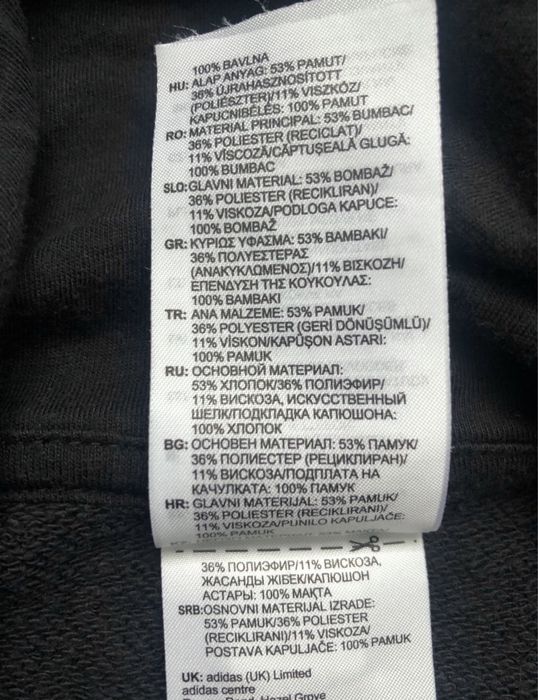 100% BAVLNA
HU: ALAP ANYAG: 53% PAMUT/
36% ÚJRAHASZNOSÍTOTT
(POLIÉSZTER)/11% VISZKÓZ/
KAPUCNIBÉLÉS: 100% PAMUT
RO: MATERIAL PRINCIPAL: 53% BUMBAC/
36% POLIESTER (RECICLAT)/
11% VÎSCOZĂ/CĂPTUȘEALĂ GLUGĂ:
100% BUMBAC
SLO: GLAVNI MATERIAL: 53% BOMBAŽ/
36% POLIESTER (RECIKLIRAN)/
11% VISKOZA/PODLOGA KAPUCE:
100% BOMBAŽ
GR: ΚΥΡΙΩΣ ΥΦΑΣΜΑ: 53% ΒΑΜΒΑΚΙ/
36% ΠΟΛΥΕΣΤΕΡΑΣ
(ΑΝΑΚΥΚΛΩΜΕΝΟΣ)/11% ΒΙΣΚΟΖΗ/
ΕΠΕΝΔΥΣΗ ΤΗΣ ΚΟΥΚΟΥΛΑΣ:
100% ΒΑΜΒΑΚΙ
TR: ANA MALZEME: 53% PAMUK/
36% POLYESTER (GERİ DÖNÜŞÜMLÜ)/
11% VİSKON/KAPÜŞON ASTARI:
100% PAMUK
RU: ОСНОВНОЙ МАТЕРИАЛ:
53% ХЛОПОК/36% ПОЛИЭФИР/
11% ВИСКОЗА, ИСКУССТВЕННЫЙ
ШЕЛК/ПОДКЛАДКА КАПЮШОНА:
100% ХЛОПОК
BG: ОСНОВЕН МАТЕРИАЛ: 53% ПАМУК/
36% ПОЛИЕСТЕР (РЕЦИКЛИРАН)/
11% ВИСКОЗА/ПОДПЛАТА НА
КАЧУЛКАТА: 100% ПАМУК
HR: GLAVNI MATERIJAL: 53% PAMUK/
36% POLIESTER (RECIKLIRANI)/
11% VISKOZA/PUNILO KAPULJAČE:
100% PAMUK
36% ПОЛИЭФИР/11% ВИСКОЗА,
ЖАСАНДЫ ЖІБЕК/КАПЮШОН
АСТАРЫ: 100% МАҚТА
SRB: OSNOVNI MATERIJAL IZRADE:
53% PAMUK/36% POLIESTER
(RECIKLIRANI)/11% VISKOZA/
POSTAVA KAPULJAČE: 100% PAMUK
UK: adidas (UK) Limited
adidas centre
Hazel Grove